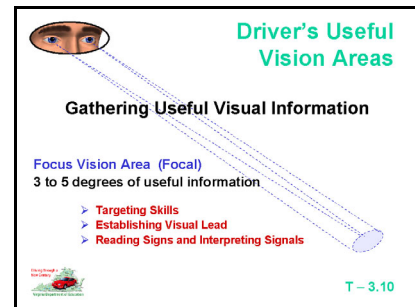 Driver's Useful
Vision Areas
Gathering Useful Visual Information
Focus Vision Area (Focal)
3 to 5 degrees of useful information
Targeting Skills
Establishing Visual Lead
Reading Signs and Interpreting Signals
T – 3.10